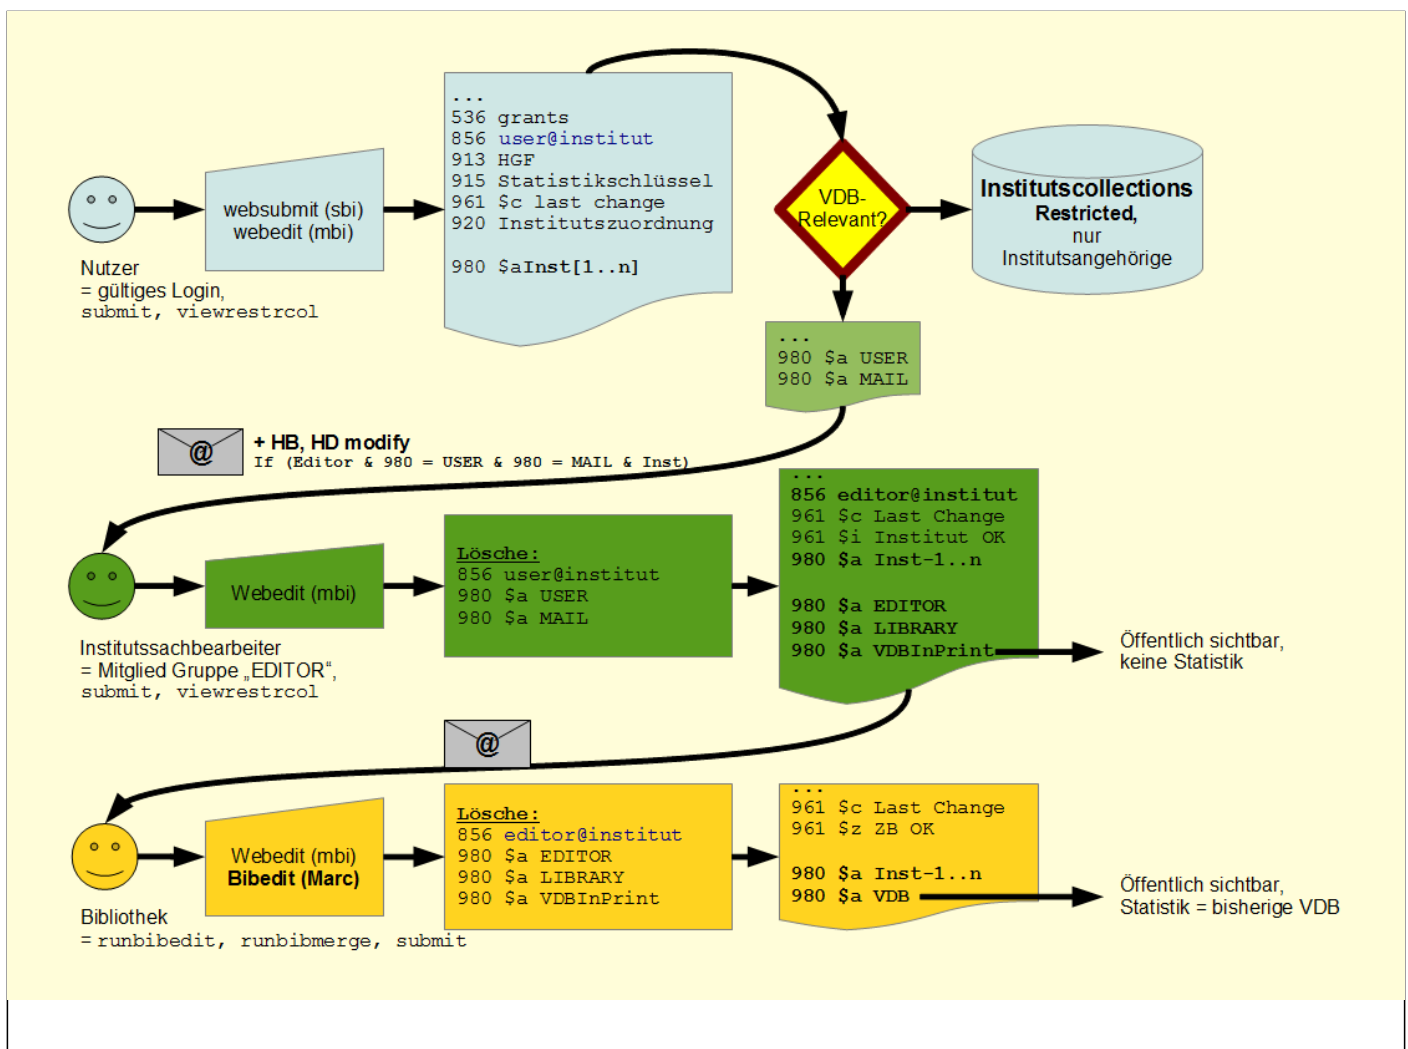 ...
536 grants
856 user@institut
913 HGF
915 Statistikschlüssel
961 $c last change
920 Institutszuordnung
980 $aInst[1..n]
websubmit (sbi)
webedit (mbi)
Nutzer
= gültiges Login,
submit, viewrestrcol
VDB-
Relevant?
Institutscollections
Restricted,
nur
Institutsangehörige
...
980 $a USER
980 $a MAIL
@
+ HB, HD modify
If (Editor & 980 = USER & 980 = MAIL & Inst)
Webedit (mbi)
Institutssachbearbeiter
= Mitglied Gruppe „EDITOR“,
submit, viewrestrcol
Lösche:
856 user@institut
980 $a USER
980 $a MAIL
...
856 editor@institut
961 $c Last Change
961 $i Institut OK
980 $a Inst-1..n
980 $a EDITOR
980 $a LIBRARY
980 $a VDBInPrint
Öffentlich sichtbar,
keine Statistik
@
Webedit (mbi)
Bibedit (Marc)
Bibliothek
= runbibedit, runbibmerge, submit
Lösche:
856 editor@institut
980 $a EDITOR
980 $a LIBRARY
980 $a VDBInPrint
...
961 $c Last Change
961 $z ZB OK
980 $a Inst-1..n
980 $a VDB
Öffentlich sichtbar,
Statistik = bisherige VDB